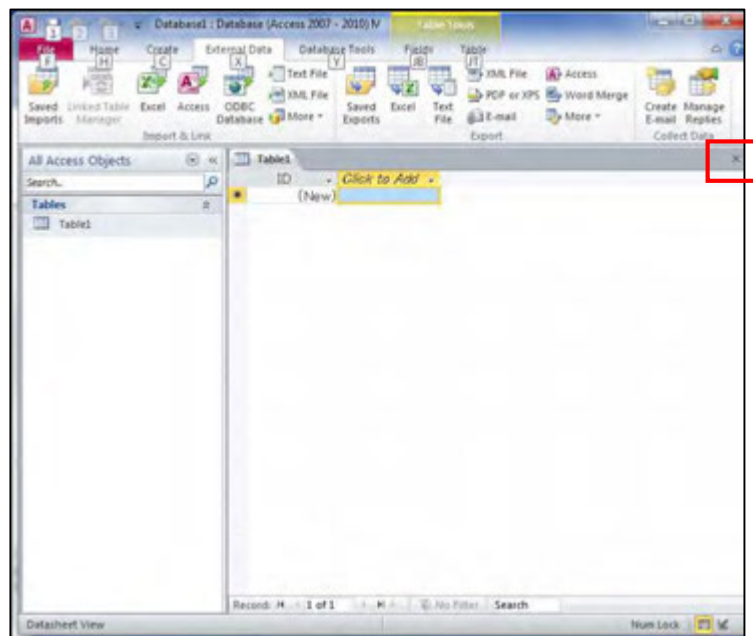 Database1 : Database (Access 2007 - 2010) M
Table Tools
File Home Create External Data Database Tools Fields Table
F H C X Y JB JT
1 2 3
Saved Imports
Linked Table Manager
Excel
Access
ODBC Database
Text File
XML File
More
Import & Link
Saved Exports
Excel
Text File
XML File
PDF or XPS
E-mail
Access
Word Merge
More
Export
Create E-mail
Manage Replies
Collect Data
All Access Objects
Search..
Tables
Table1
Table1
ID Click to Add
(New)
Record: 1 of 1 No Filter Search
Datasheet View Num Lock